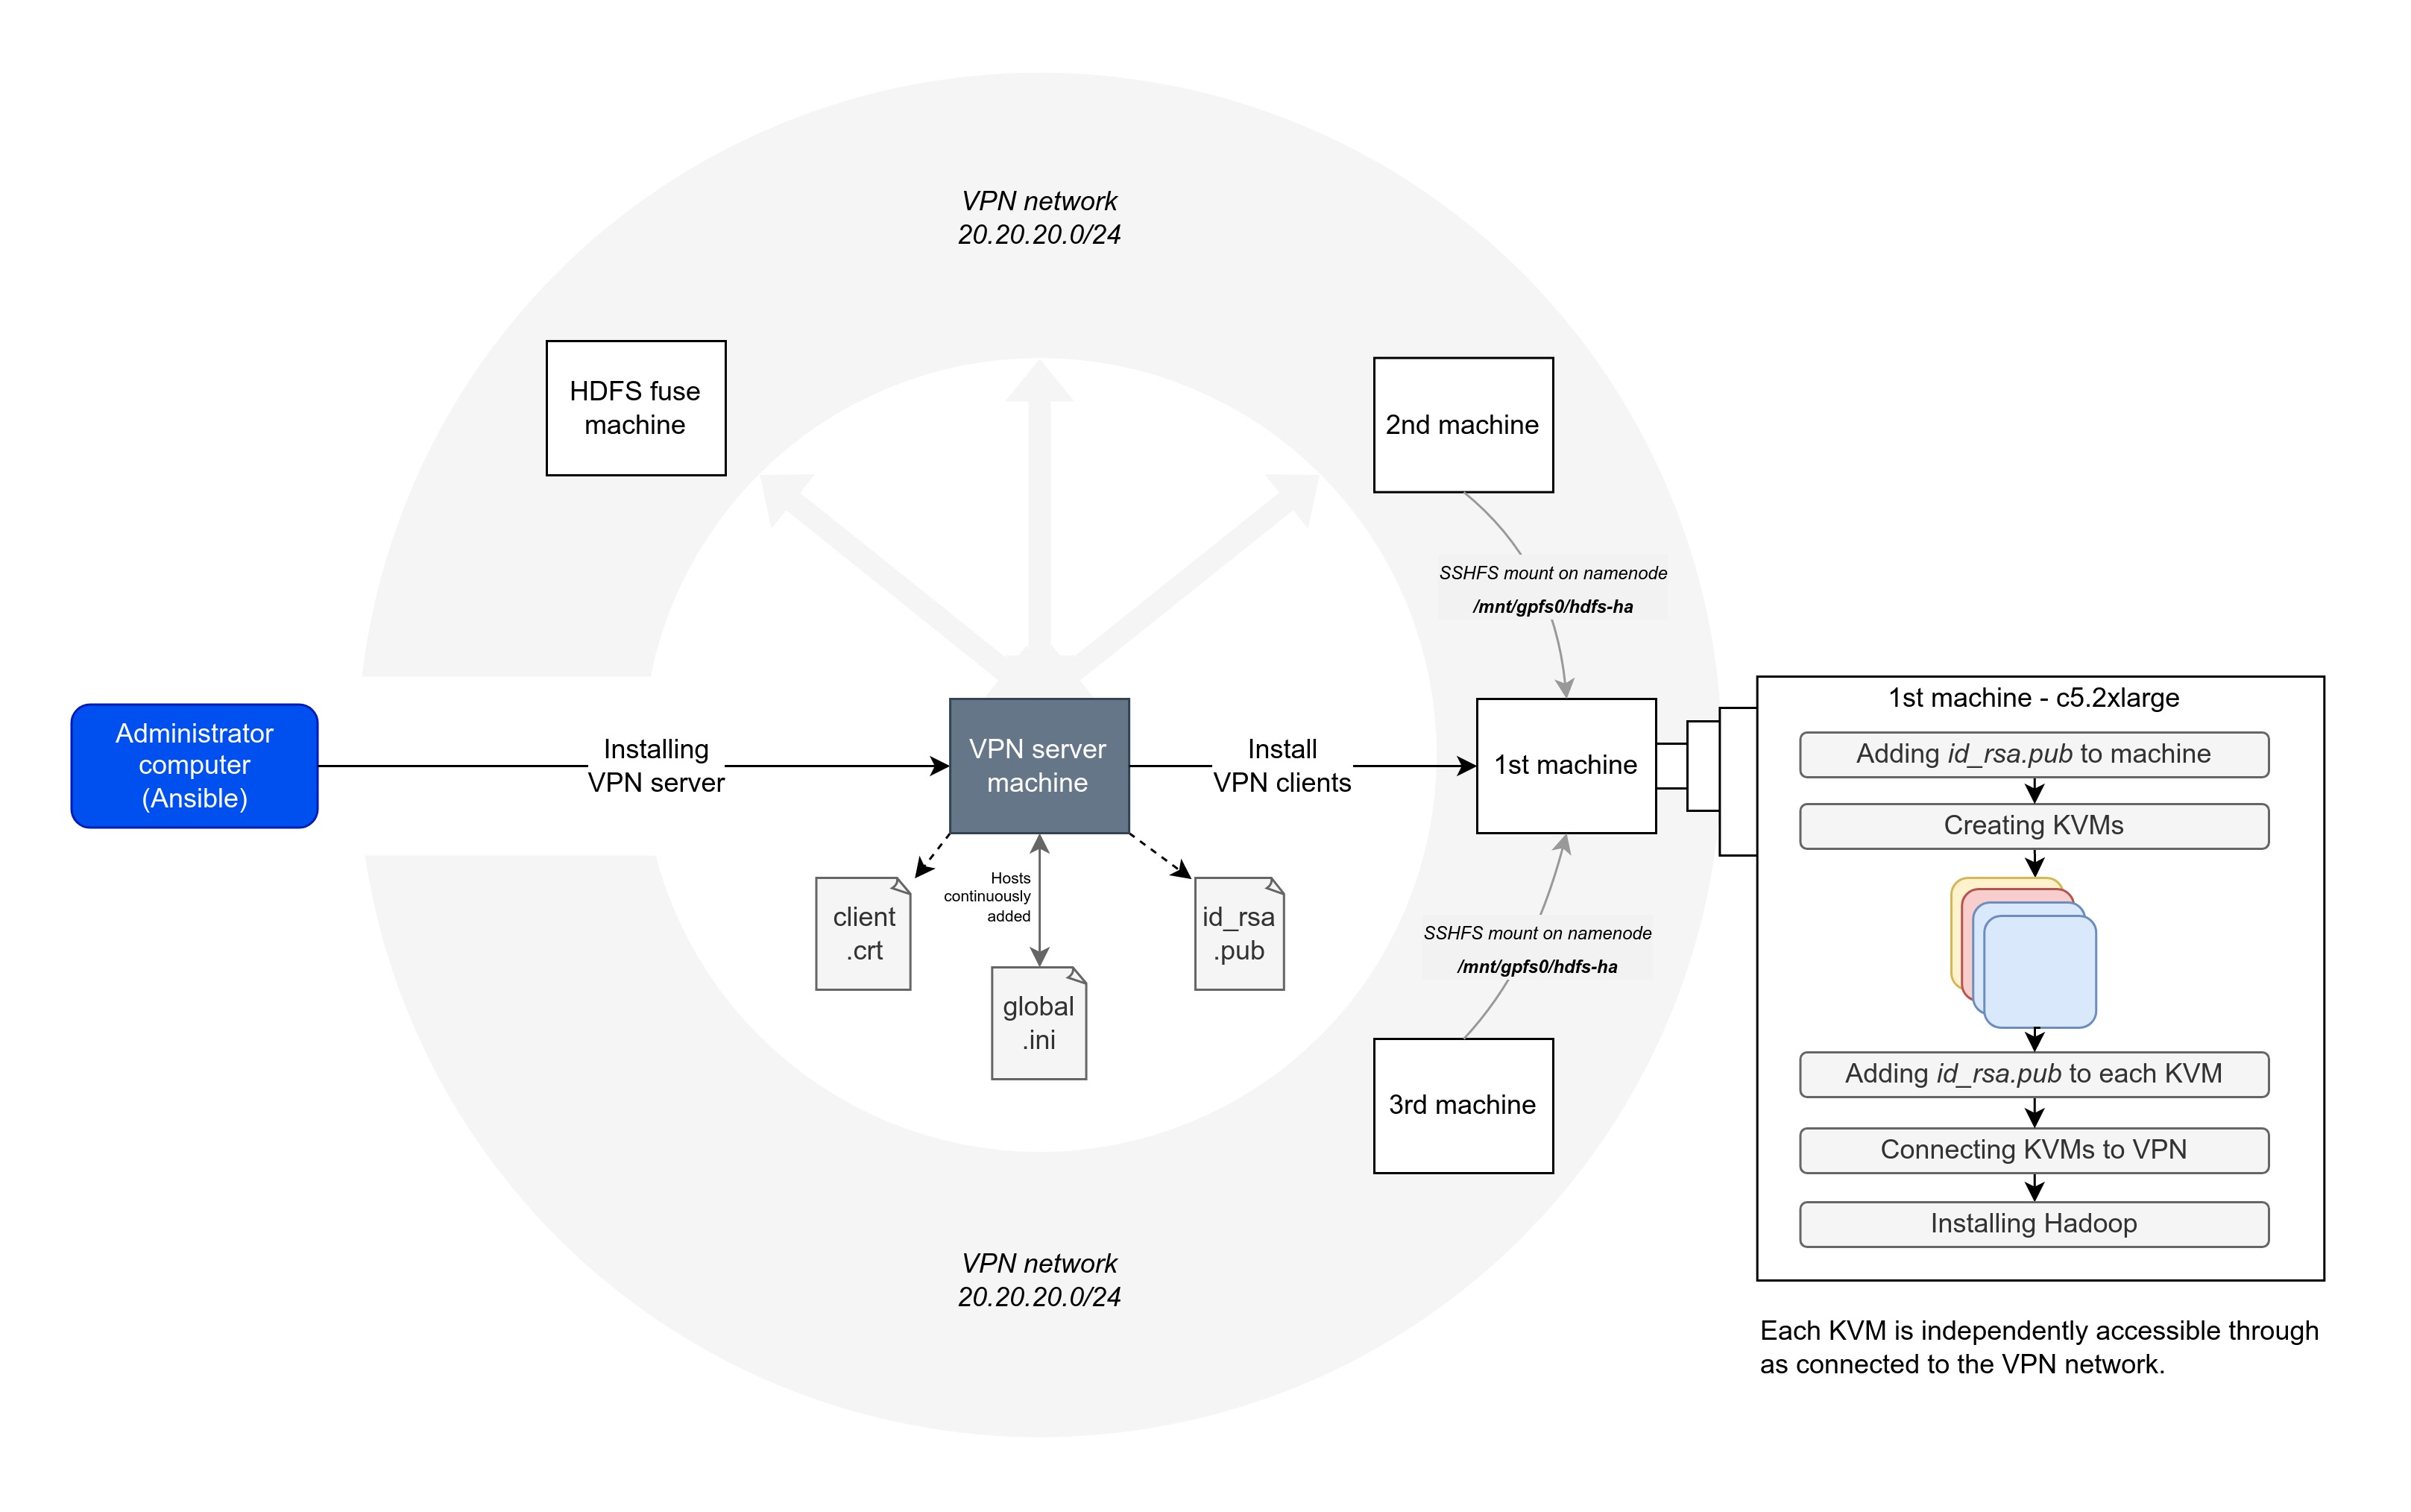 VPN network
20.20.20.0/24
HDFS fuse
machine
2nd machine
SSHFS mount on namenode
/mnt/gpfs0/hdfs-ha
Administrator
computer
(Ansible)
Installing
VPN server
VPN server
machine
Install
VPN clients
1st machine
Hosts
continuously
added
client
.crt
global
.ini
id_rsa
.pub
SSHFS mount on namenode
/mnt/gpfs0/hdfs-ha
3rd machine
VPN network
20.20.20.0/24
1st machine - c5.2xlarge
Adding id_rsa.pub to machine
Creating KVMs
Adding id_rsa.pub to each KVM
Connecting KVMs to VPN
Installing Hadoop
Each KVM is independently accessible through
as connected to the VPN network.